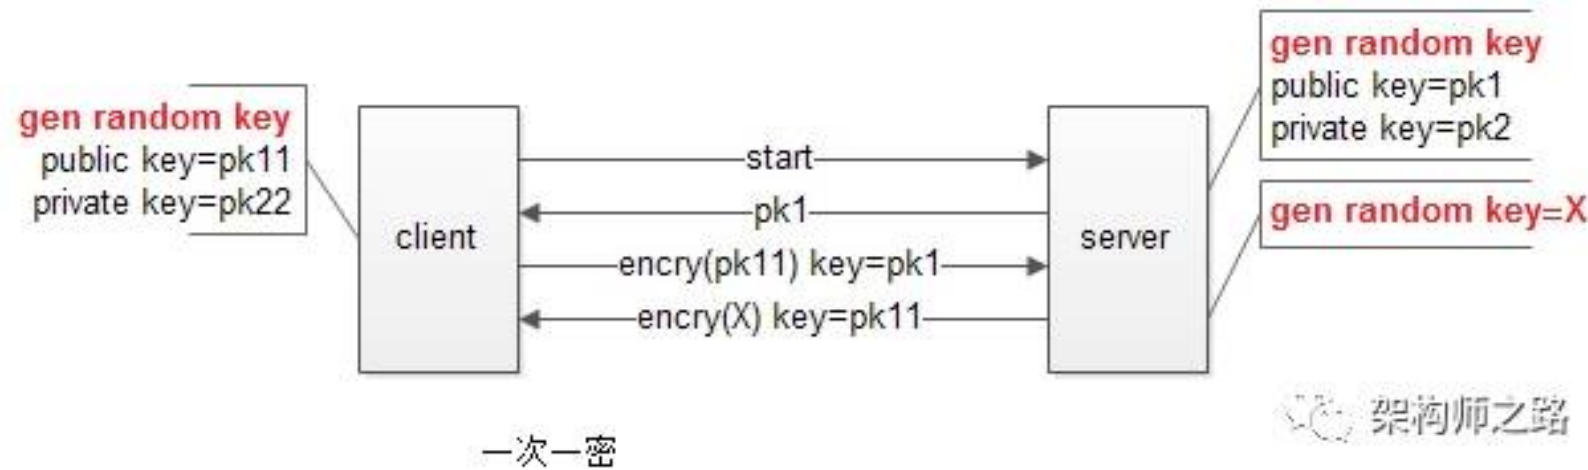 gen random key
public key=pk1
private key=pk2
gen random key
public key=pk11
private key=pk22
start
pk1
gen random key=X
client
server
encry(pk11) key=pk1
encry(X) key=pk11
架构师之路
一次一密